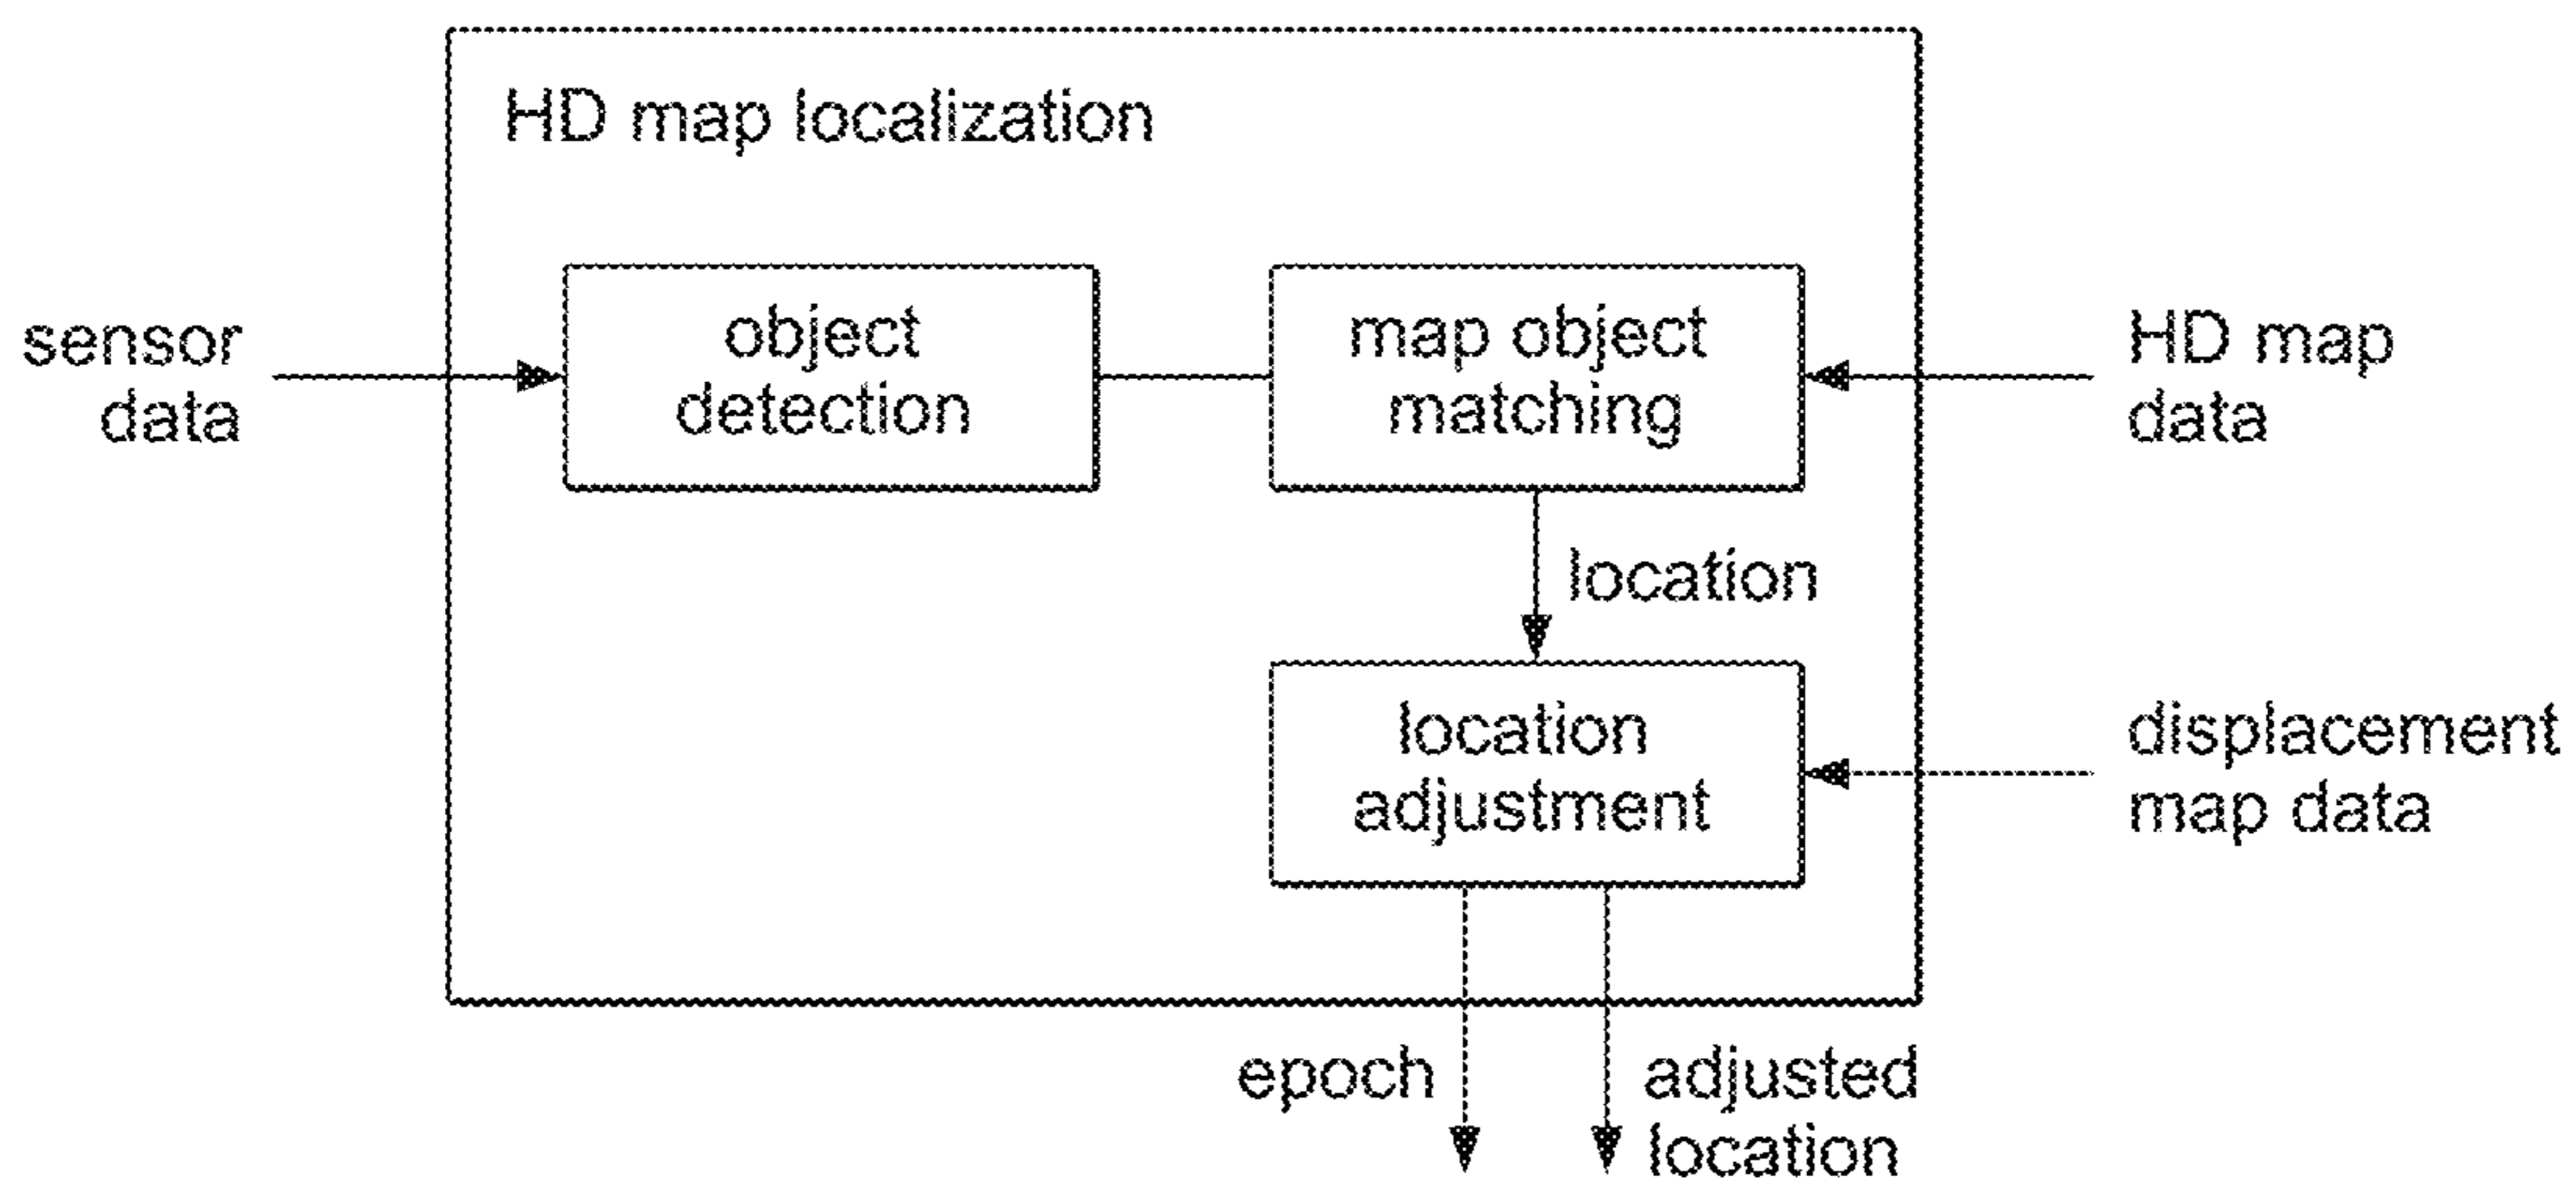 HD map localization
sensor
data
object
detection
map object
matching
HD map
data
location
location
adjustment
displacement
map data
epoch
adjusted
location